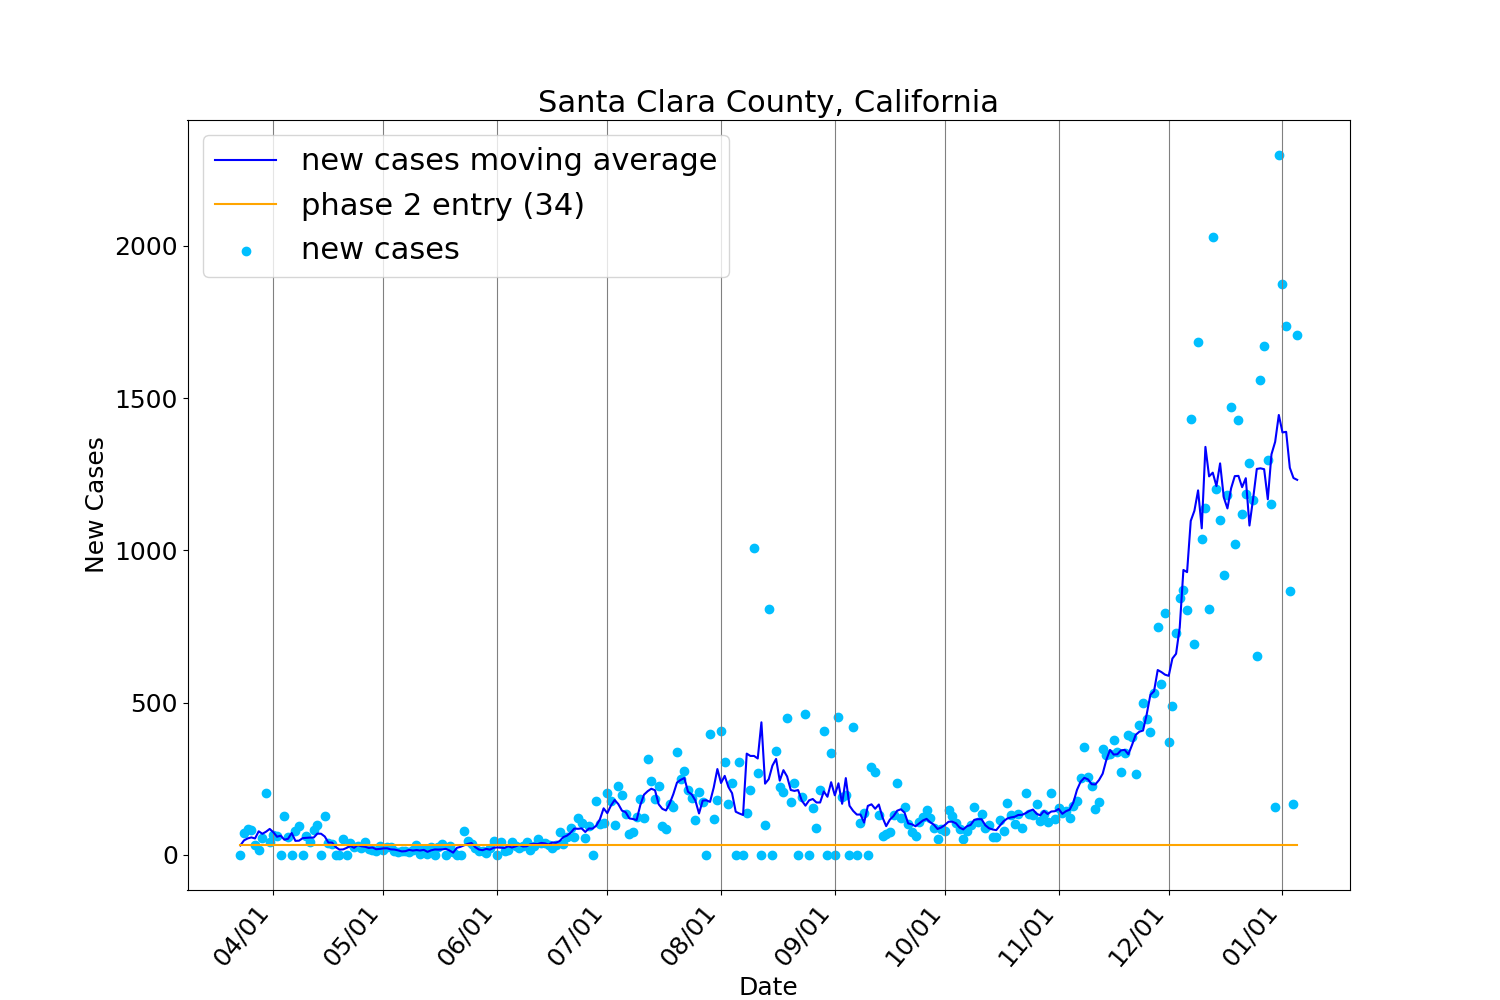 Santa Clara County, California
new cases moving average
phase 2 entry (34)
new cases
New Cases
2000
1500
1000
500
0
04/01
05/01
06/01
07/01
08/01
09/01
10/01
11/01
12/01
01/01
Date